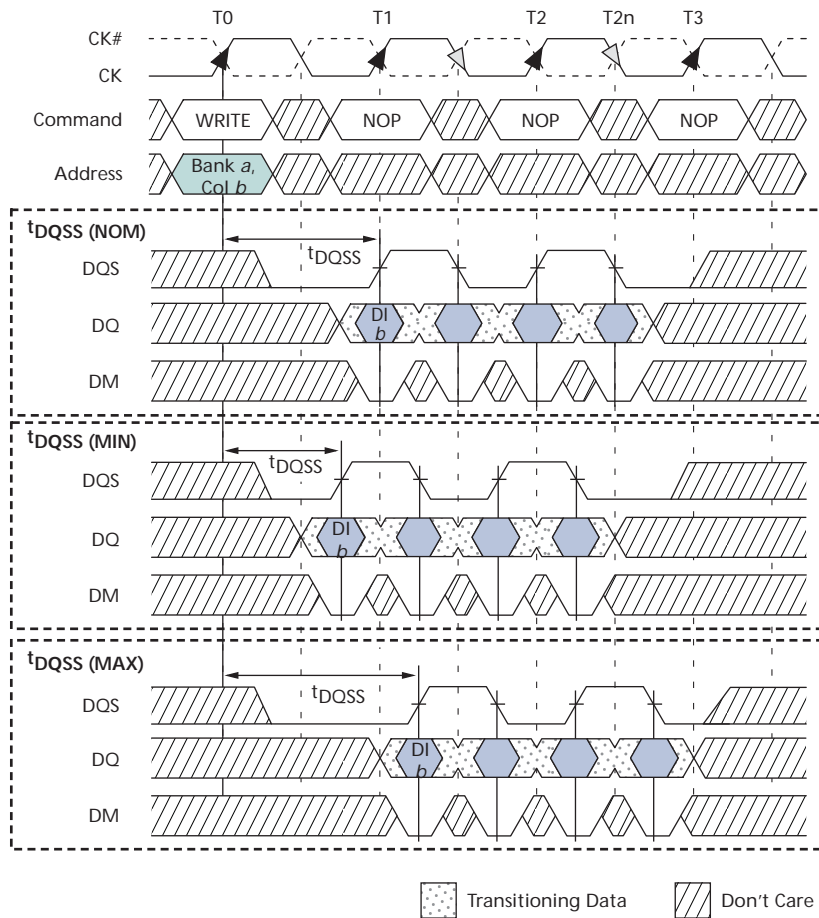 T0 T1 T2 T2n T3
CK#
CK
Command WRITE NOP NOP NOP
Address Bank a,
Col b
tDQSS (NOM)
tDQSS
DQS
DQ DI
b
DM
tDQSS (MIN)
tDQSS
DQS
DQ DI
b
DM
tDQSS (MAX)
tDQSS
DQS
DQ DI
b
DM
Transitioning Data Don't Care